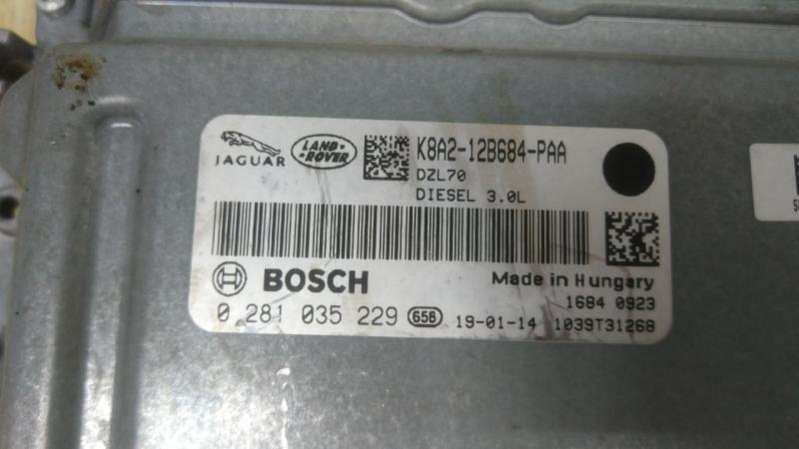 JAGUAR
LAND-
ROVER
K8A2-12B684-PAA
DZL70
DIESEL 3.0L
BOSCH
Made in Hungary
1684 0923
0 281 035 229 65B 19-01-14 1039T31268